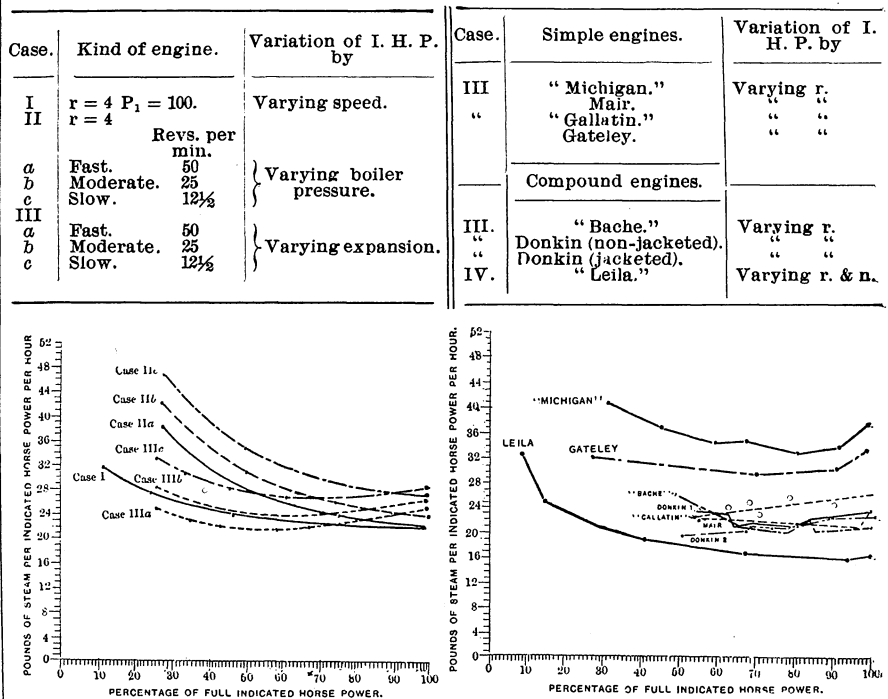 Case. Kind of engine. Variation of I. H. P. by
I r = 4 P₁ = 100. Varying speed.
II r = 4
Revs. per min.
a Fast. 50
b Moderate. 25 Varying boiler pressure.
c Slow. 12½
III
a Fast. 50
b Moderate. 25 Varying expansion.
c Slow. 12½
Case. Simple engines. Variation of I. H. P. by
III “ Michigan.” Varying r.
Mair. “ “
“ “ Gallatin.” “ “
Gateley. “ “
Compound engines.
III. “ Bache.” Varying r.
“ Donkin (non-jacketed). “ “
“ Donkin (jacketed). “ “
IV. “ Leila.” Varying r. & n.
POUNDS OF STEAM PER INDICATED HORSE POWER PER HOUR
52
48
44
40
36
32
28
24
20
16
12
8
4
0
Case IIc
Case IIb
Case IIa
Case IIIc
Case I
Case IIIb
Case IIIa
0 10 20 30 40 50 60 70 80 90 100
PERCENTAGE OF FULL INDICATED HORSE POWER.
POUNDS OF STEAM PER INDICATED HORSE POWER PER HOUR.
52
48
44
40
36
32
28
24
20
16
12
8
4
0
"MICHIGAN"
LEILA
GATELEY
"BACHE"
DONKIN 1
"GALLATIN"
MAIR
DONKIN 2
0 10 20 30 40 50 60 70 80 90 100
PERCENTAGE OF FULL INDICATED HORSE POWER.